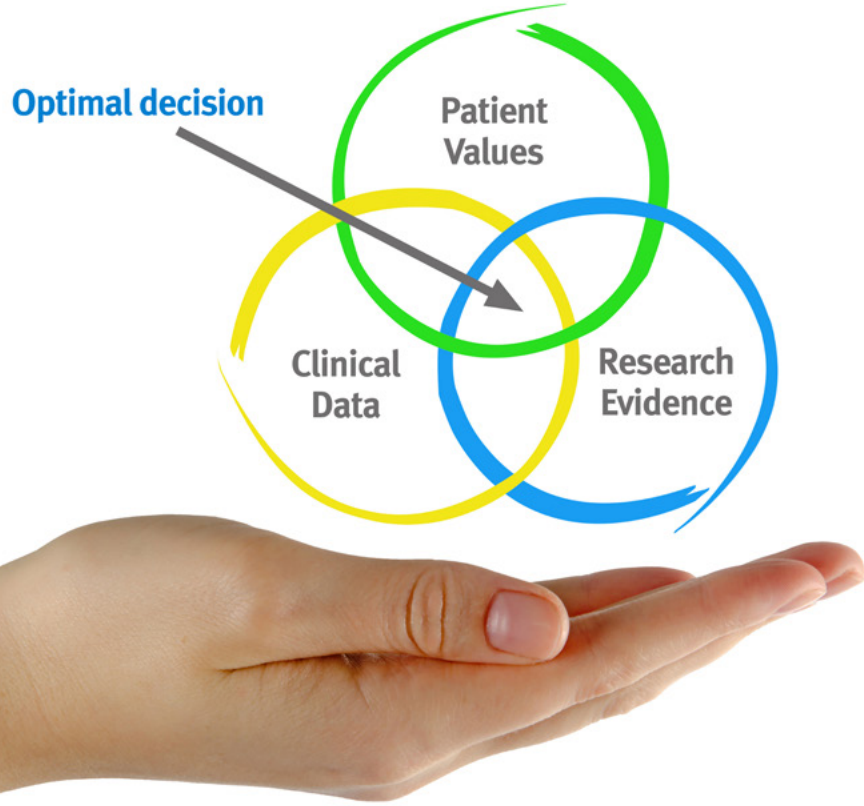 Optimal decision
Patient
Values
Clinical
Data
Research
Evidence